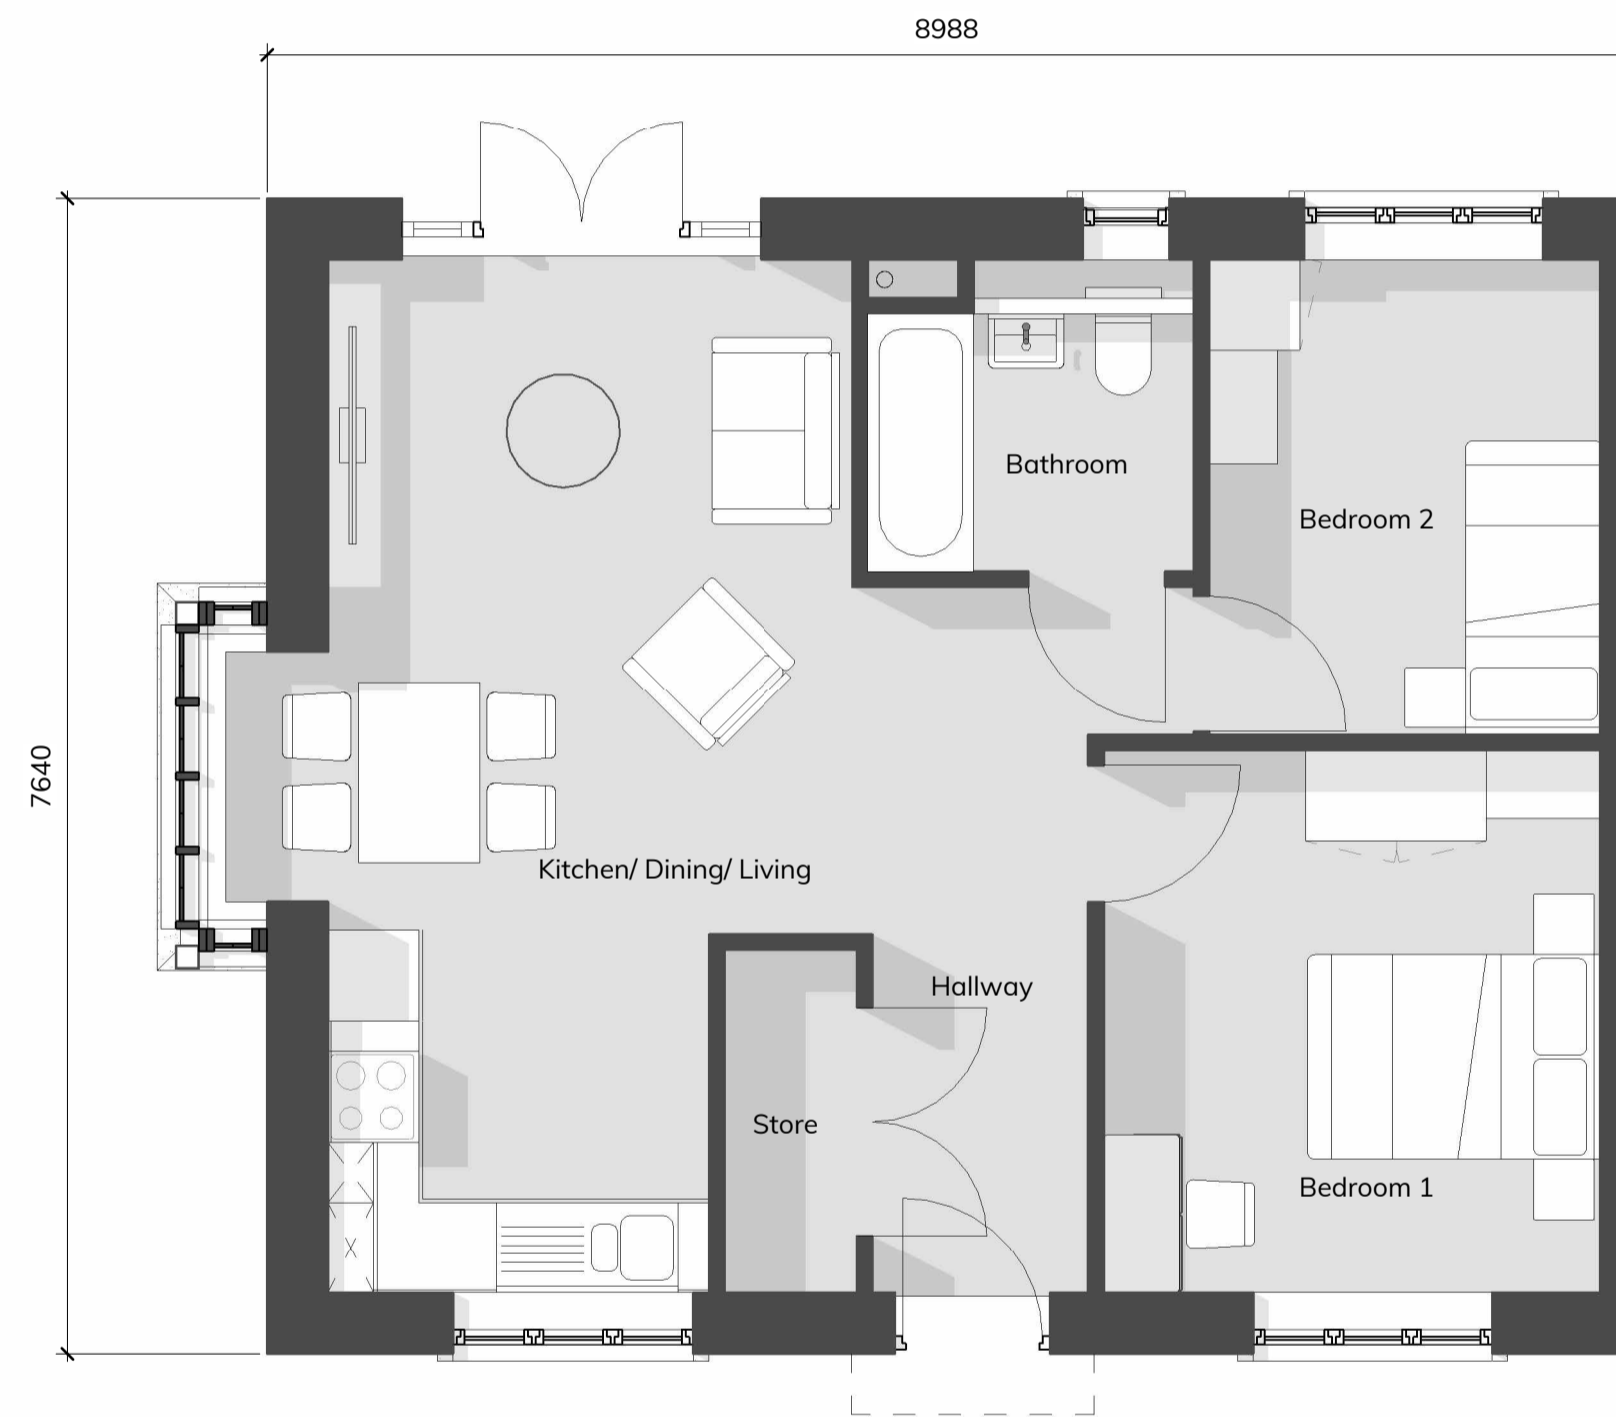 8988
7640
Bathroom
Bedroom 2
Kitchen/ Dining/ Living
Hallway
Store
Bedroom 1